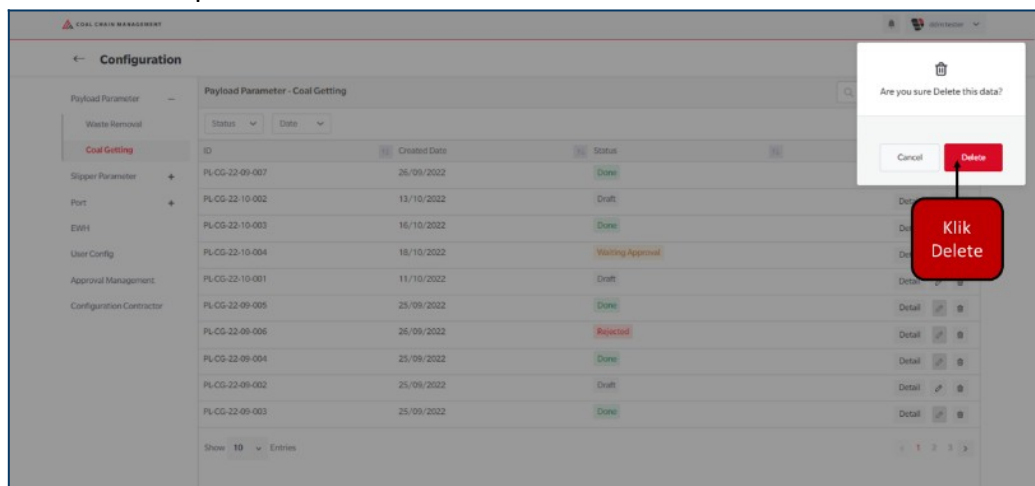 COAL CHAIN MANAGEMENT
← Configuration
Are you sure Delete this data?
Cancel Delete
Klik
Delete
Payload Parameter −
Waste Removal
Coal Getting
Slipper Parameter +
Port +
EWH
User Config
Approval Management
Configuration Contractor
Payload Parameter - Coal Getting
Status Date
ID Created Date Status
PL-CG-22-09-007 26/09/2022 Done
PL-CG-22-10-002 13/10/2022 Draft
PL-CG-22-10-003 16/10/2022 Done
PL-CG-22-10-004 18/10/2022 Waiting Approval
PL-CG-22-10-001 11/10/2022 Draft Detail
PL-CG-22-09-005 25/09/2022 Done Detail
PL-CG-22-09-006 26/09/2022 Rejected Detail
PL-CG-22-09-004 25/09/2022 Done Detail
PL-CG-22-09-002 25/09/2022 Draft Detail
PL-CG-22-09-003 25/09/2022 Done Detail
Show 10 Entries
< 1 2 3 >